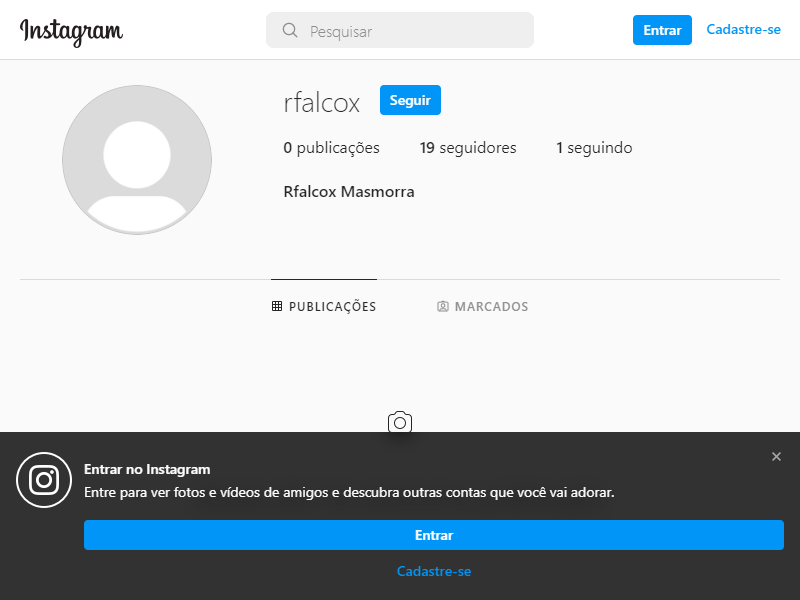 Instagram
Pesquisar
Entrar
Cadastre-se
rfalcox
Seguir
0 publicações 19 seguidores 1 seguindo
Rfalcox Masmorra
PUBLICAÇÕES
MARCADOS
Entrar no Instagram
Entre para ver fotos e vídeos de amigos e descubra outras contas que você vai adorar.
Entrar
Cadastre-se